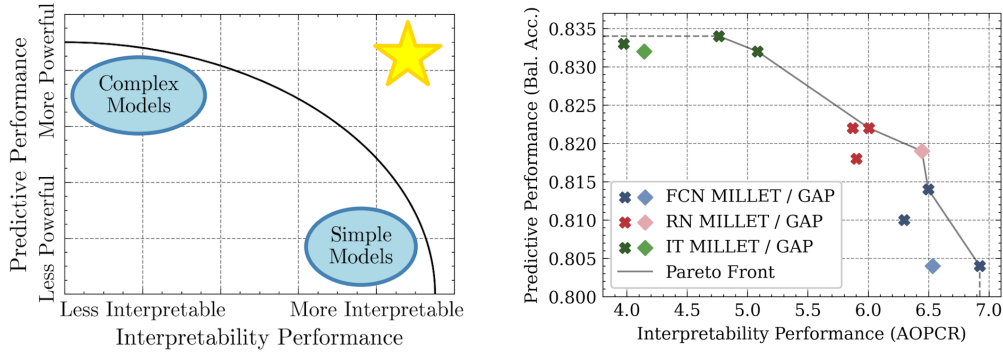 Predictive Performance
Less Powerful
More Powerful
Complex
Models
Simple
Models
Less Interpretable
More Interpretable
Interpretability Performance
Predictive Performance (Bal. Acc.)
0.835
0.830
0.825
0.820
0.815
0.810
0.805
0.800
FCN MILLET / GAP
RN MILLET / GAP
IT MILLET / GAP
Pareto Front
4.0 4.5 5.0 5.5 6.0 6.5 7.0
Interpretability Performance (AOPCR)